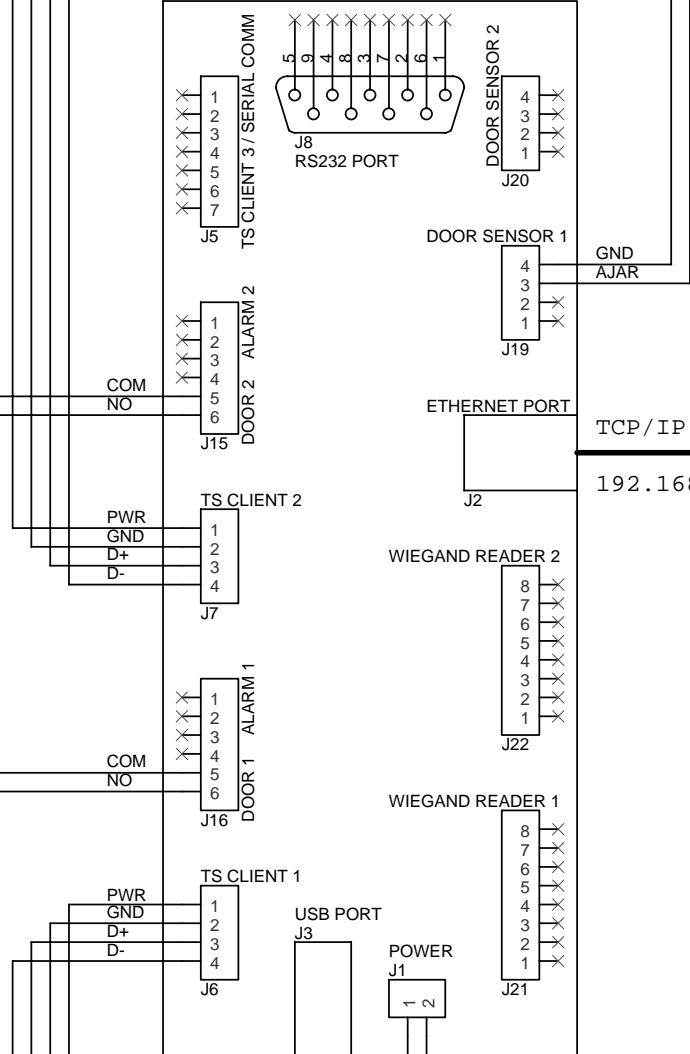 5 9 4 8 3 7 2 6 1
J8
RS232 PORT
TS CLIENT 3 / SERIAL COMM
1
2
3
4
5
6
7
J5
DOOR SENSOR 2
4
3
2
1
J20
DOOR SENSOR 1
4
3
2
1
J19
GND
AJAR
ALARM 2
DOOR 2
1
2
3
4
5
6
J15
COM
NO
ETHERNET PORT
J2
TCP/IP
192.168
TS CLIENT 2
PWR
GND
D+
D-
1
2
3
4
J7
WIEGAND READER 2
8
7
6
5
4
3
2
1
J22
ALARM 1
DOOR 1
1
2
3
4
5
6
J16
COM
NO
WIEGAND READER 1
8
7
6
5
4
3
2
1
J21
TS CLIENT 1
PWR
GND
D+
D-
1
2
3
4
J6
USB PORT
J3
POWER
J1
1 2